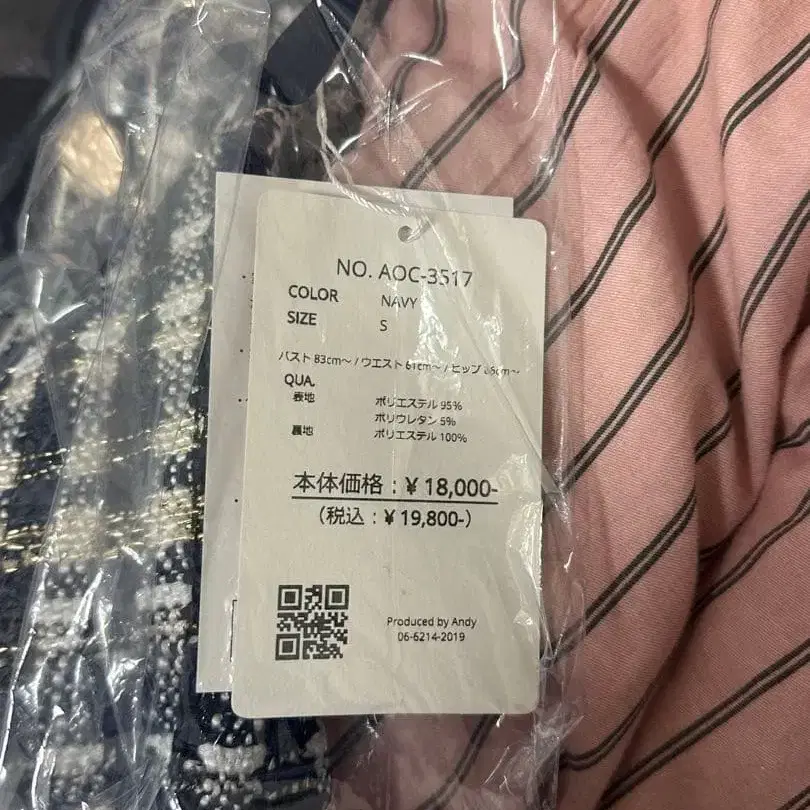 NO. AOC-3517
COLOR NAVY
SIZE S
バスト 83cm～ / ウエスト 61cm～ / ヒップ
QUA.
表地 ポリエステル 95%
ポリウレタン 5%
裏地 ポリエステル 100%
本体価格：¥ 18,000-
（税込：¥ 19,800-）
Produced by Andy
06-6214-2019